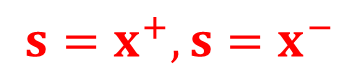 s = x⁺, s = x⁻